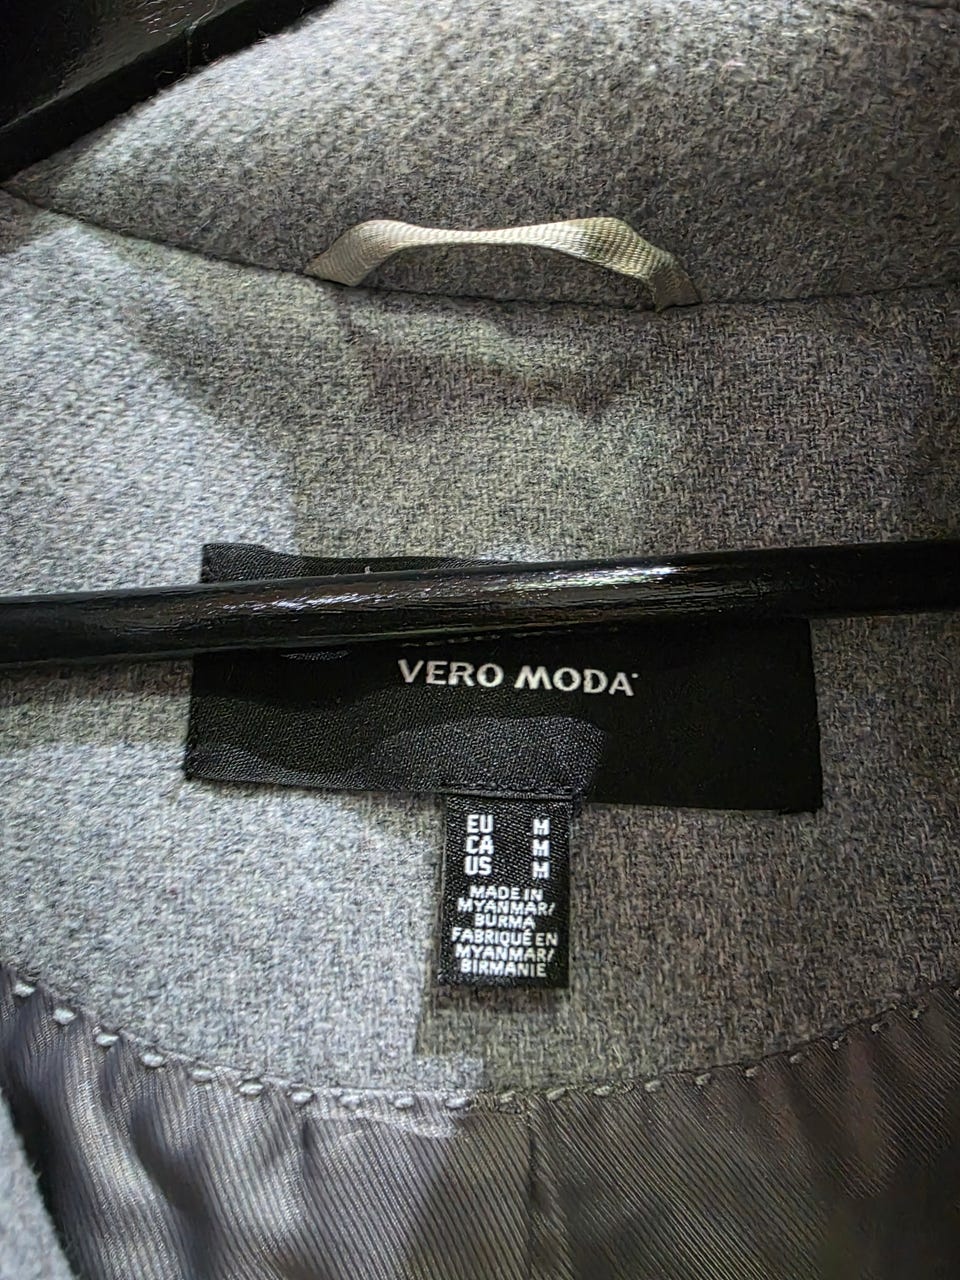 VERO MODA
EU M
CA M
US M
MADE IN
MYANMAR/
BURMA
FABRIQUÉ EN
MYANMAR/
BIRMANIE